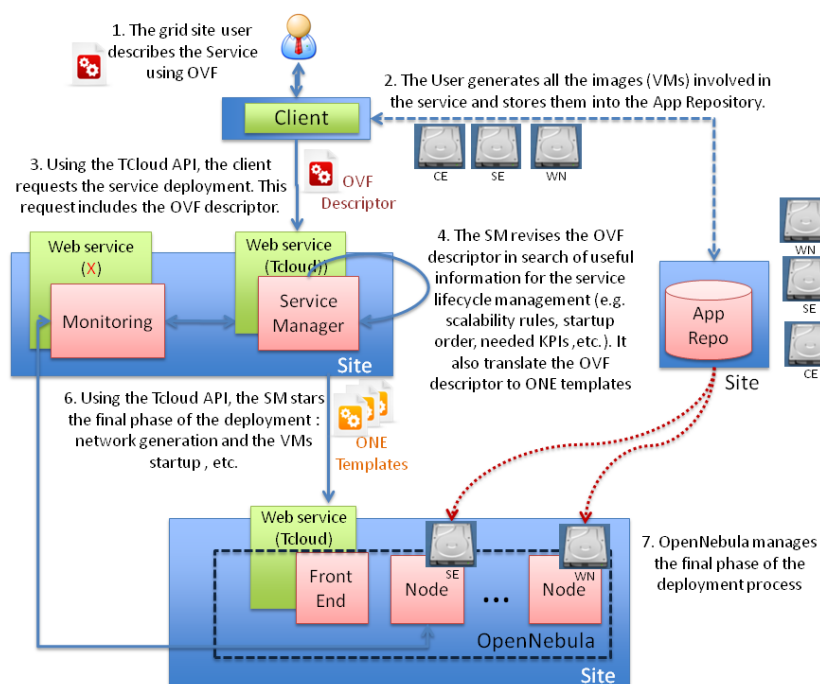 1. The grid site user
describes the Service
using OVF
2. The User generates all the images (VMs) involved in
the service and stores them into the App Repository.
Client
CE
SE
WN
3. Using the TCloud API, the client
requests the service deployment. This
request includes the OVF descriptor.
OVF
Descriptor
Web service
(X)
Monitoring
Web service
(Tcloud))
Service
Manager
Site
4. The SM revises the OVF
descriptor in search of useful
information for the service
lifecycle management (e.g.
scalability rules, startup
order, needed KPIs ,etc.). It
also translate the OVF
descriptor to ONE templates
App
Repo
Site
WN
SE
CE
6. Using the Tcloud API, the SM stars
the final phase of the deployment :
network generation and the VMs
startup , etc.
ONE
Templates
Web service
(Tcloud)
Front
End
SE
Node
...
WN
Node
OpenNebula
Site
7. OpenNebula manages
the final phase of the
deployment process